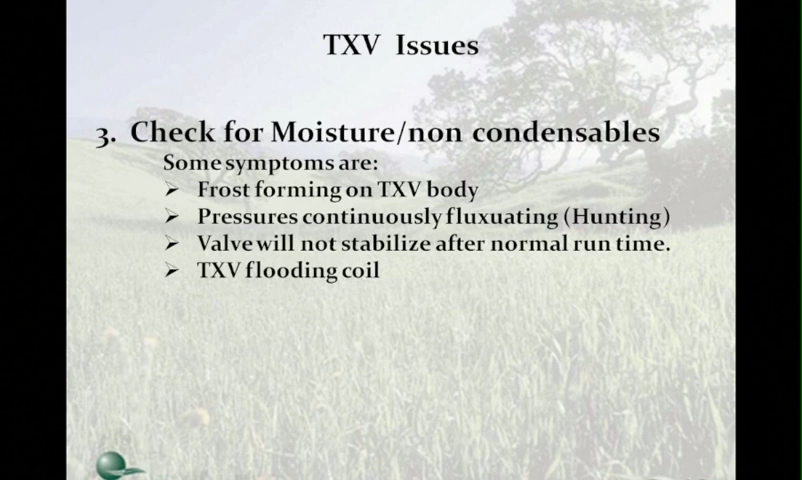 TXV Issues
3. Check for Moisture/non condensables
Some symptoms are:
➢ Frost forming on TXV body
➢ Pressures continuously fluxuating (Hunting)
➢ Valve will not stabilize after normal run time.
➢ TXV flooding coil